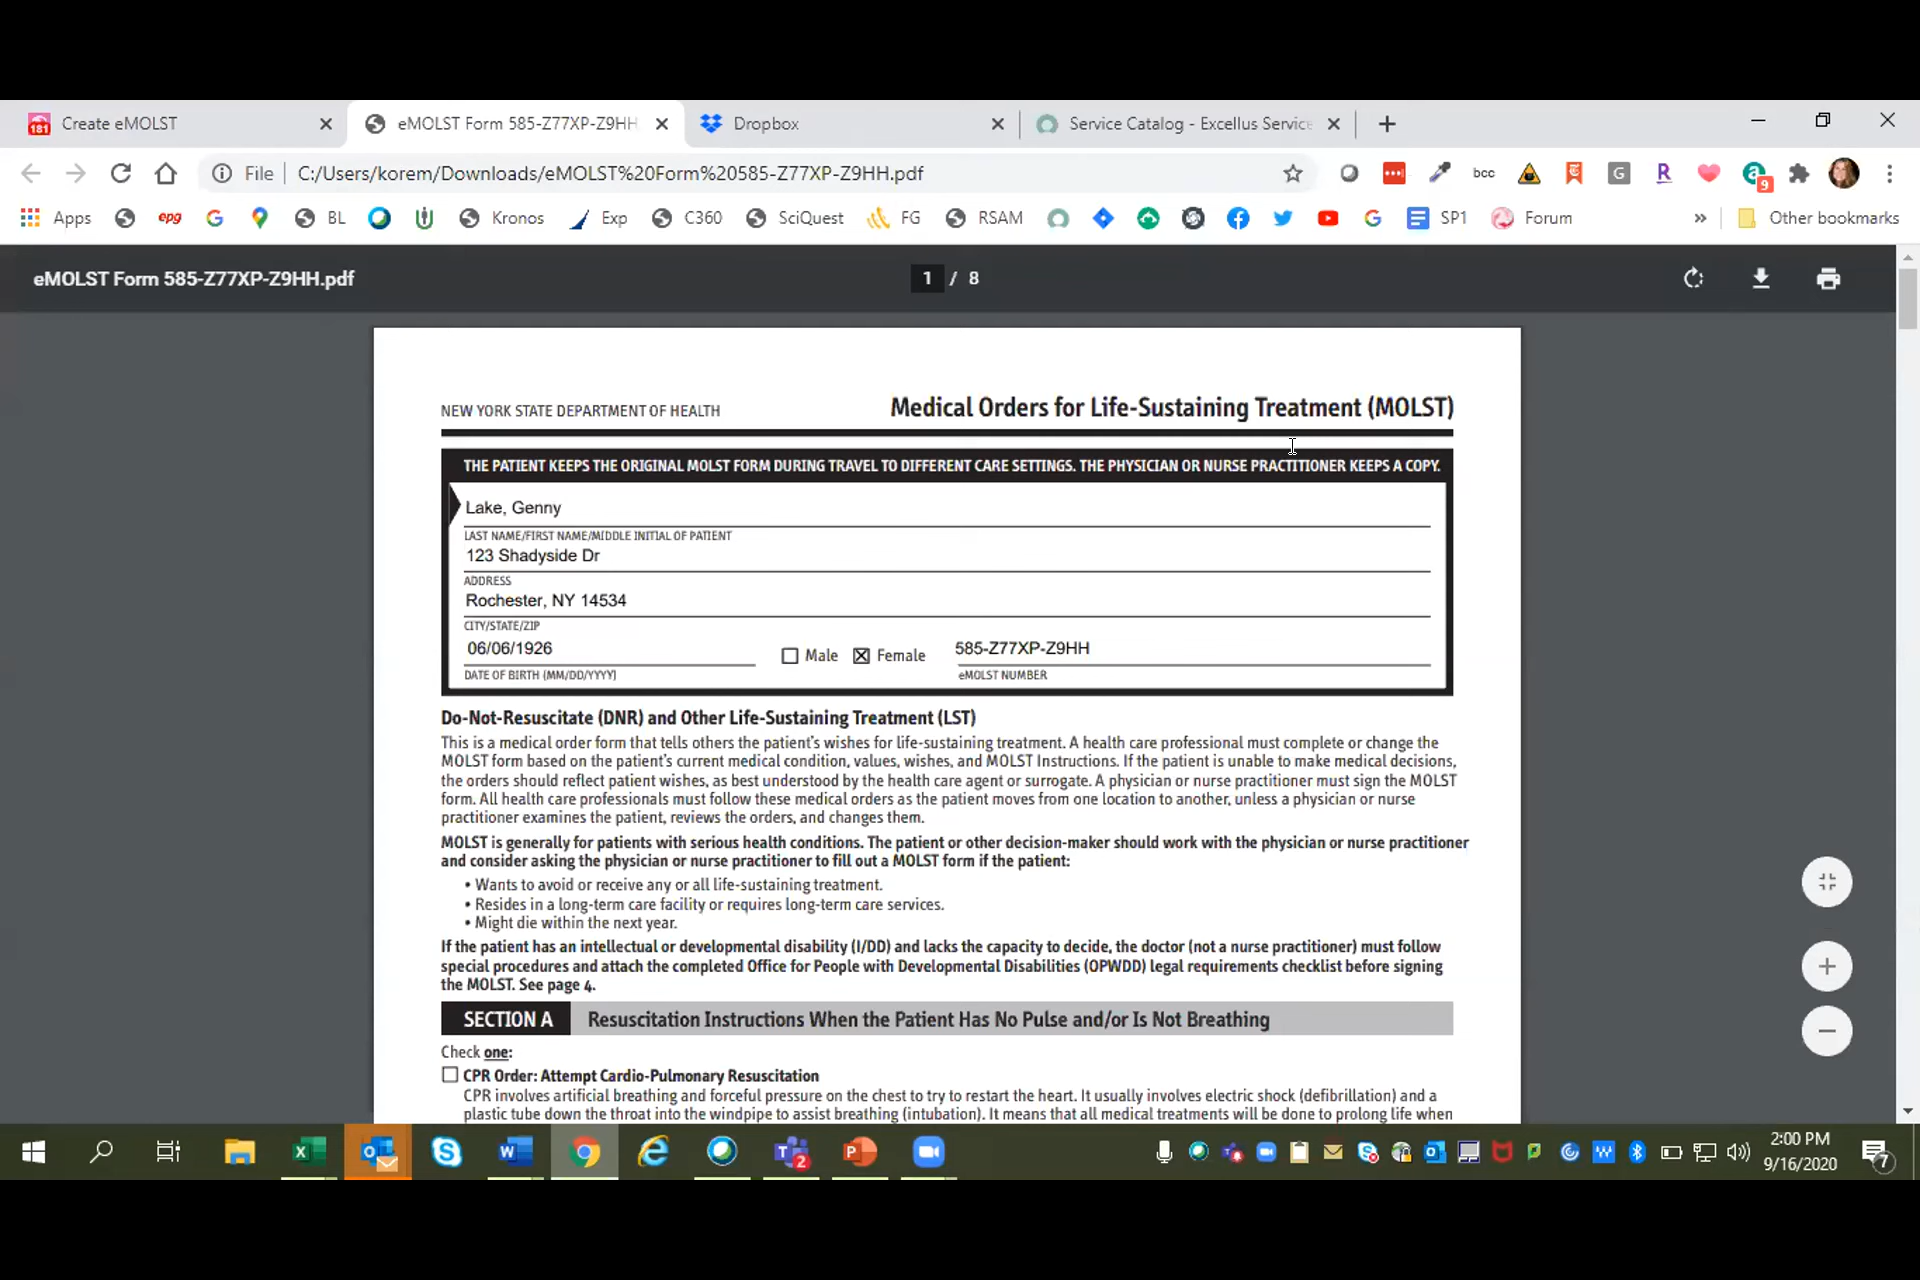 181
Create eMOLST
eMOLST Form 585-Z77XP-Z9HH
Dropbox
Service Catalog - Excellus Service
File
C:/Users/korem/Downloads/eMOLST%20Form%20585-Z77XP-Z9HH.pdf
bcc
G
R
9
Apps
epg
BL
Kronos
Exp
C360
SciQuest
FG
RSAM
SP1
Forum
»
Other bookmarks
eMOLST Form 585-Z77XP-Z9HH.pdf
1 / 8
NEW YORK STATE DEPARTMENT OF HEALTH
Medical Orders for Life-Sustaining Treatment (MOLST)
THE PATIENT KEEPS THE ORIGINAL MOLST FORM DURING TRAVEL TO DIFFERENT CARE SETTINGS. THE PHYSICIAN OR NURSE PRACTITIONER KEEPS A COPY.
Lake, Genny
LAST NAME/FIRST NAME/MIDDLE INITIAL OF PATIENT
123 Shadyside Dr
ADDRESS
Rochester, NY 14534
CITY/STATE/ZIP
06/06/1926
Male
Female
585-Z77XP-Z9HH
DATE OF BIRTH (MM/DD/YYYY)
eMOLST NUMBER
Do-Not-Resuscitate (DNR) and Other Life-Sustaining Treatment (LST)
This is a medical order form that tells others the patient's wishes for life-sustaining treatment. A health care professional must complete or change the
MOLST form based on the patient's current medical condition, values, wishes, and MOLST Instructions. If the patient is unable to make medical decisions,
the orders should reflect patient wishes, as best understood by the health care agent or surrogate. A physician or nurse practitioner must sign the MOLST
form. All health care professionals must follow these medical orders as the patient moves from one location to another, unless a physician or nurse
practitioner examines the patient, reviews the orders, and changes them.
MOLST is generally for patients with serious health conditions. The patient or other decision-maker should work with the physician or nurse practitioner
and consider asking the physician or nurse practitioner to fill out a MOLST form if the patient:
• Wants to avoid or receive any or all life-sustaining treatment.
• Resides in a long-term care facility or requires long-term care services.
• Might die within the next year.
If the patient has an intellectual or developmental disability (I/DD) and lacks the capacity to decide, the doctor (not a nurse practitioner) must follow
special procedures and attach the completed Office for People with Developmental Disabilities (OPWDD) legal requirements checklist before signing
the MOLST. See page 4.
SECTION A
Resuscitation Instructions When the Patient Has No Pulse and/or Is Not Breathing
Check one:
CPR Order: Attempt Cardio-Pulmonary Resuscitation
CPR involves artificial breathing and forceful pressure on the chest to try to restart the heart. It usually involves electric shock (defibrillation) and a
plastic tube down the throat into the windpipe to assist breathing (intubation). It means that all medical treatments will be done to prolong life when
2
2:00 PM
9/16/2020
7